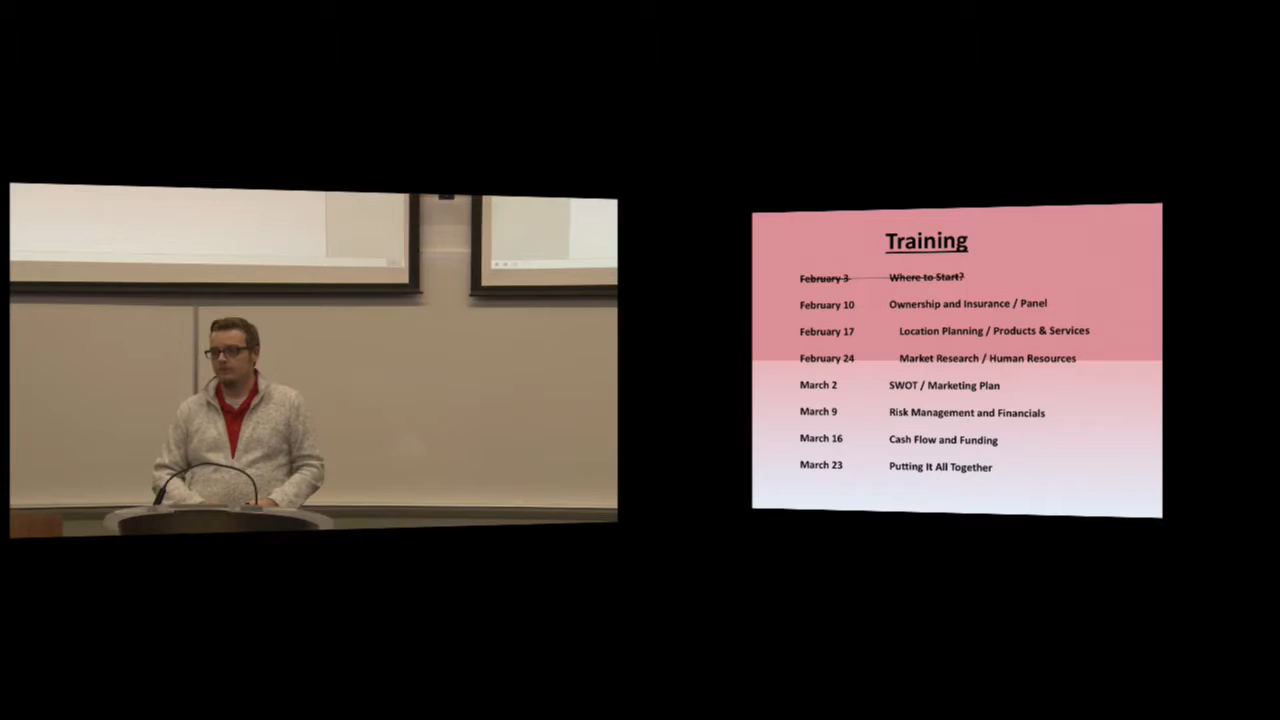 Training
February 3 Where to Start?
February 10 Ownership and Insurance / Panel
February 17 Location Planning / Products & Services
February 24 Market Research / Human Resources
March 2 SWOT / Marketing Plan
March 9 Risk Management and Financials
March 16 Cash Flow and Funding
March 23 Putting It All Together